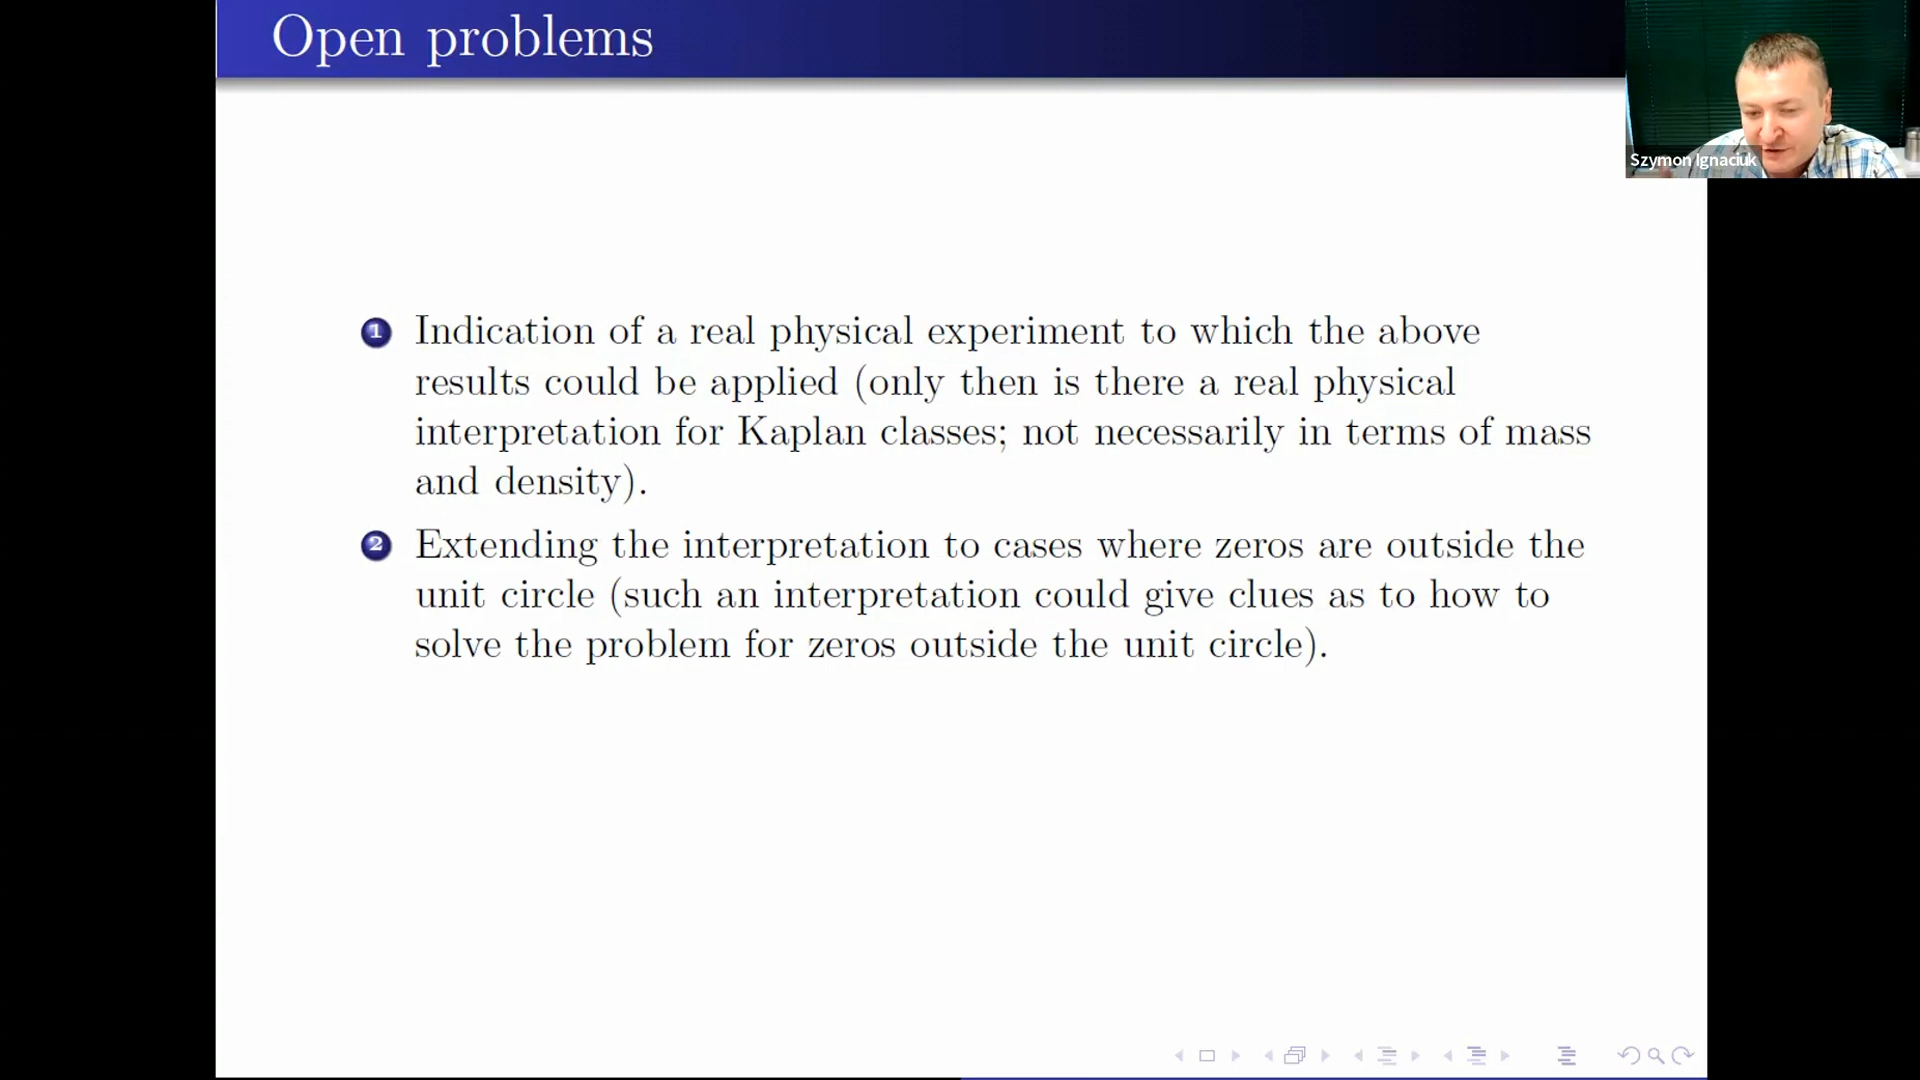 Open problems
Szymon Ignaciuk
1 Indication of a real physical experiment to which the above
results could be applied (only then is there a real physical
interpretation for Kaplan classes; not necessarily in terms of mass
and density).
2 Extending the interpretation to cases where zeros are outside the
unit circle (such an interpretation could give clues as to how to
solve the problem for zeros outside the unit circle).